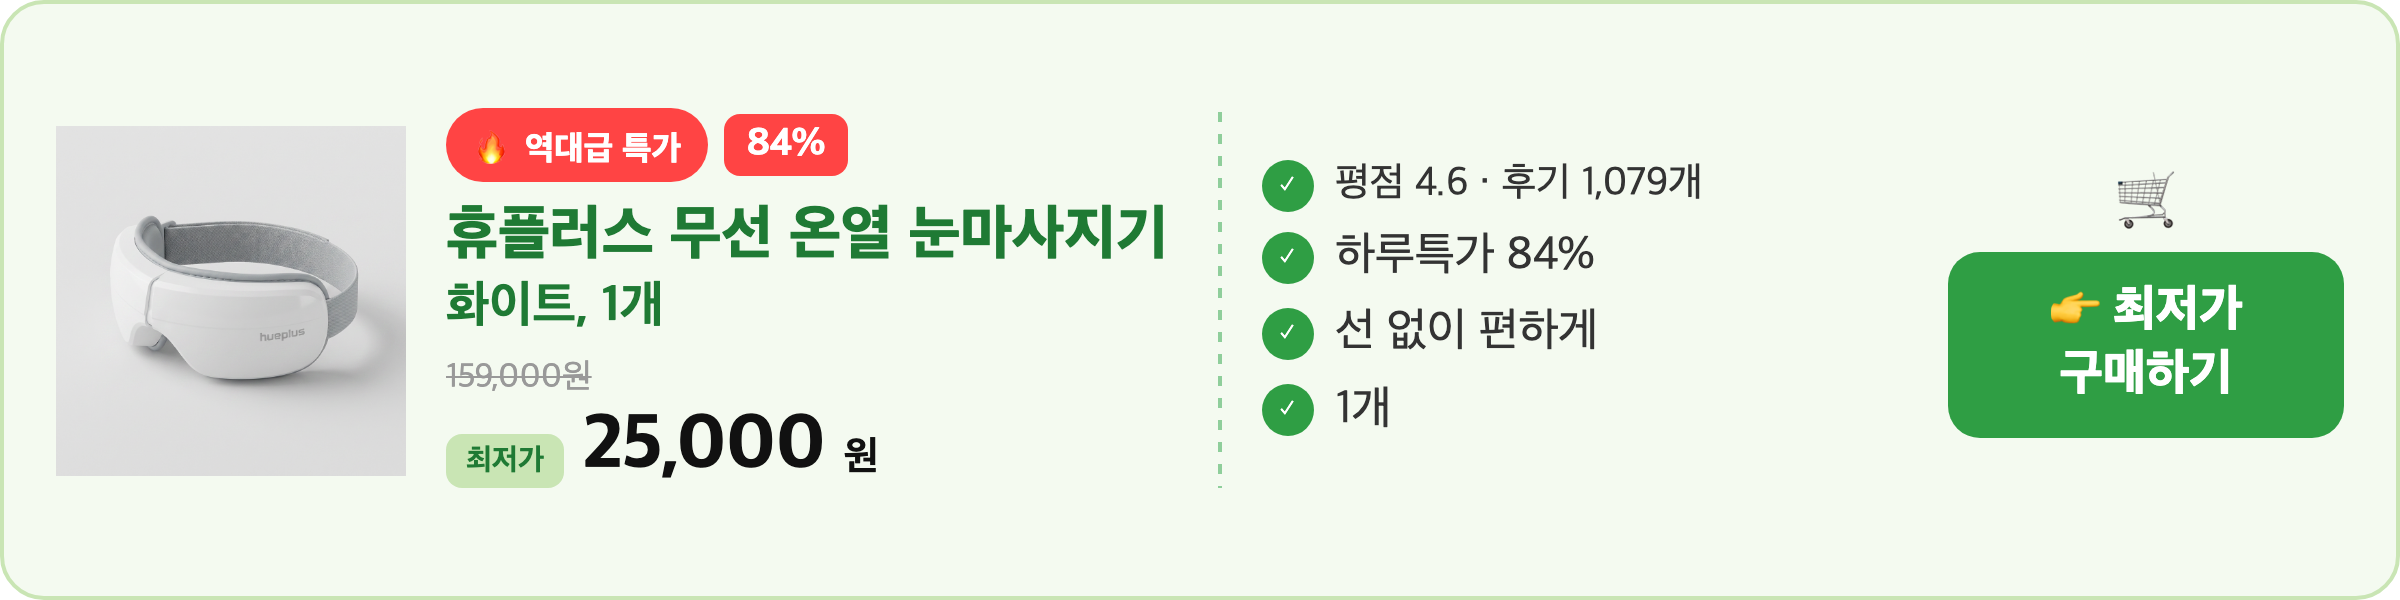 hueplus
역대급 특가
84%
휴플러스 무선 온열 눈마사지기
화이트, 1개
159,000원
최저가 25,000 원
평점 4.6 · 후기 1,079개
하루특가 84%
선 없이 편하게
1개
최저가
구매하기